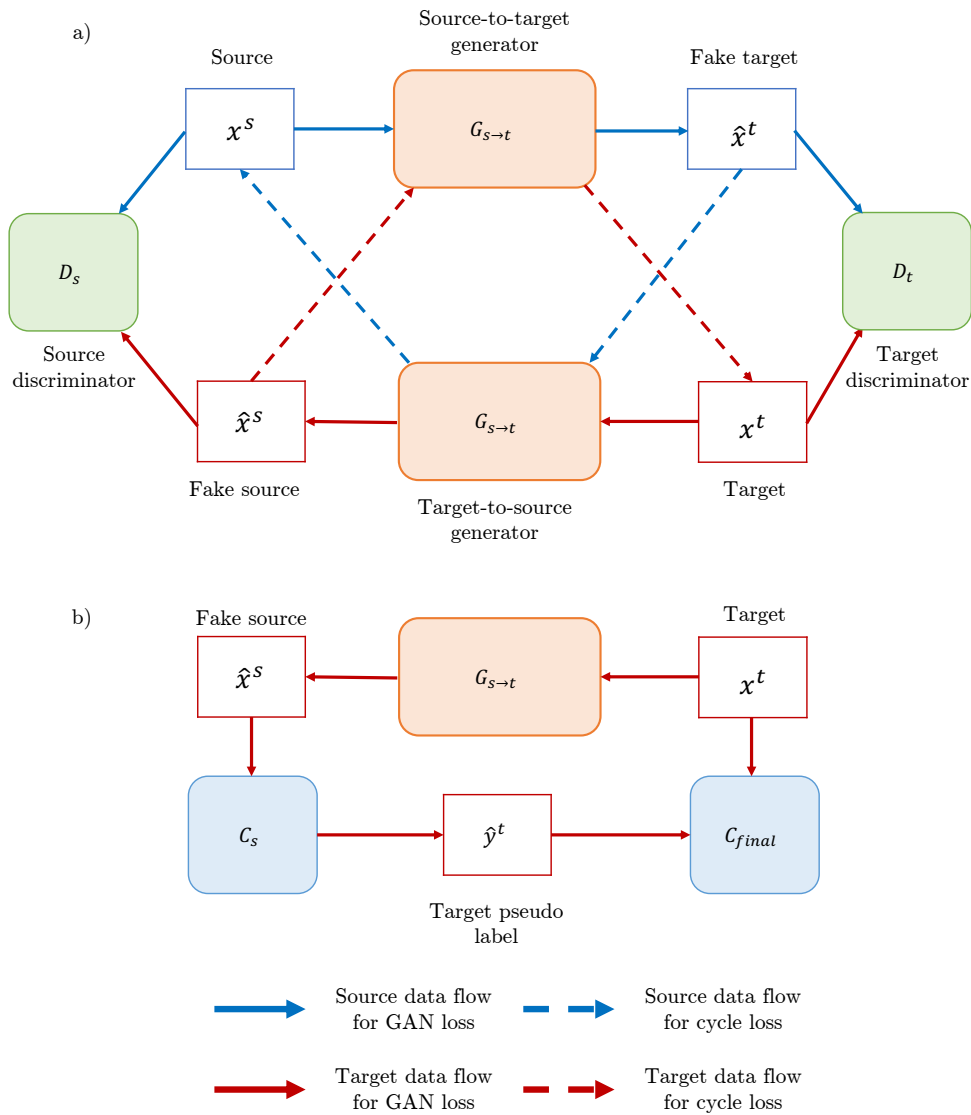 a)
Source-to-target
generator
Source
Fake target
x^s
G_{s→t}
x̂^t
D_s
D_t
Source
discriminator
Target
discriminator
x̂^s
G_{s→t}
x^t
Fake source
Target
Target-to-source
generator
b)
Fake source
Target
x̂^s
G_{s→t}
x^t
C_s
ŷ^t
C_{final}
Target pseudo
label
Source data flow
for GAN loss
Source data flow
for cycle loss
Target data flow
for GAN loss
Target data flow
for cycle loss